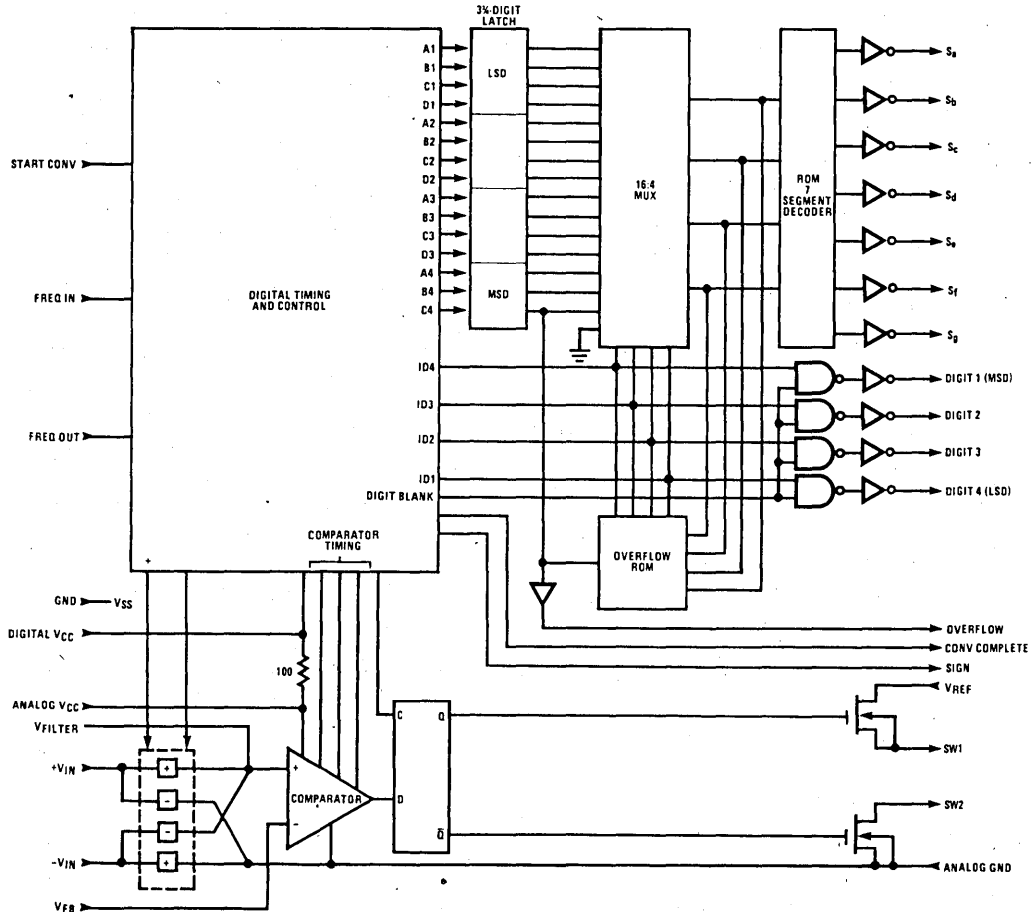 3¾-DIGIT
LATCH
A1
B1
C1
D1
A2
B2
C2
D2
A3
B3
C3
D3
A4
B4
C4
LSD
MSD
16:4
MUX
ROM
7
SEGMENT
DECODER
Sa
Sb
Sc
Sd
Se
Sf
Sg
START CONV
FREQ IN
FREQ OUT
DIGITAL TIMING
AND CONTROL
ID4
ID3
ID2
ID1
DIGIT BLANK
DIGIT 1 (MSD)
DIGIT 2
DIGIT 3
DIGIT 4 (LSD)
COMPARATOR
TIMING
OVERFLOW
ROM
+
GND
VSS
DIGITAL VCC
100
ANALOG VCC
VFILTER
+VIN
-VIN
VFB
+
-
-
+
+
-
COMPARATOR
C
Q
D
Q̅
OVERFLOW
CONV COMPLETE
SIGN
VREF
SW1
SW2
ANALOG GND